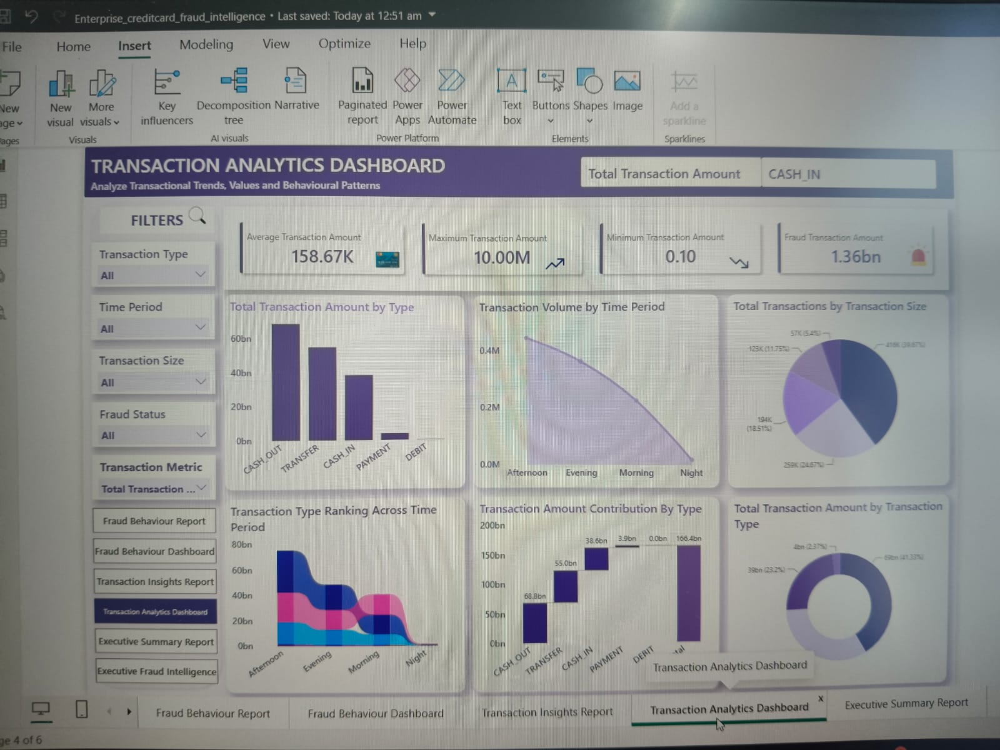 Enterprise_creditcard_fraud_intelligence • Last saved: Today at 12:51 am
File Home Insert Modeling View Optimize Help
New visual
More visuals
Visuals
Key influencers
Decomposition tree
Narrative
AI visuals
Paginated report
Power Apps
Power Automate
Power Platform
Text box
Buttons
Shapes
Image
Elements
Add a sparkline
Sparklines
TRANSACTION ANALYTICS DASHBOARD
Analyze Transactional Trends, Values and Behavioural Patterns
Total Transaction Amount
CASH_IN
FILTERS
Transaction Type
All
Time Period
All
Transaction Size
All
Fraud Status
All
Transaction Metric
Total Transaction ...
Fraud Behaviour Report
Fraud Behaviour Dashboard
Transaction Insights Report
Transaction Analytics Dashboard
Executive Summary Report
Executive Fraud Intelligence
Average Transaction Amount
158.67K
Maximum Transaction Amount
10.00M
Minimum Transaction Amount
0.10
Fraud Transaction Amount
1.36bn
Total Transaction Amount by Type
60bn
40bn
20bn
0bn
CASH_OUT
TRANSFER
CASH_IN
PAYMENT
DEBIT
Transaction Volume by Time Period
0.4M
0.2M
0.0M
Afternoon Evening Morning Night
Total Transactions by Transaction Size
57K (5.4%)
416K (39.67%)
123K (11.75%)
194K
(18.51%)
259K (24.67%)
Transaction Type Ranking Across Time
Period
80bn
60bn
40bn
20bn
0bn
Afternoon
Evening
Morning
Night
Transaction Amount Contribution By Type
200bn
150bn
100bn
50bn
0bn
68.8bn
55.0bn
38.6bn
3.9bn
0.0bn
166.4bn
CASH_OUT
TRANSFER
CASH_IN
PAYMENT
DEBIT
Transaction Analytics Dashboard
Total Transaction Amount by Transaction
Type
4bn (2.37%)
69bn (41.33%)
39bn (23.2%)
Fraud Behaviour Report
Fraud Behaviour Dashboard
Transaction Insights Report
Transaction Analytics Dashboard
x
Executive Summary Report
4 of 6